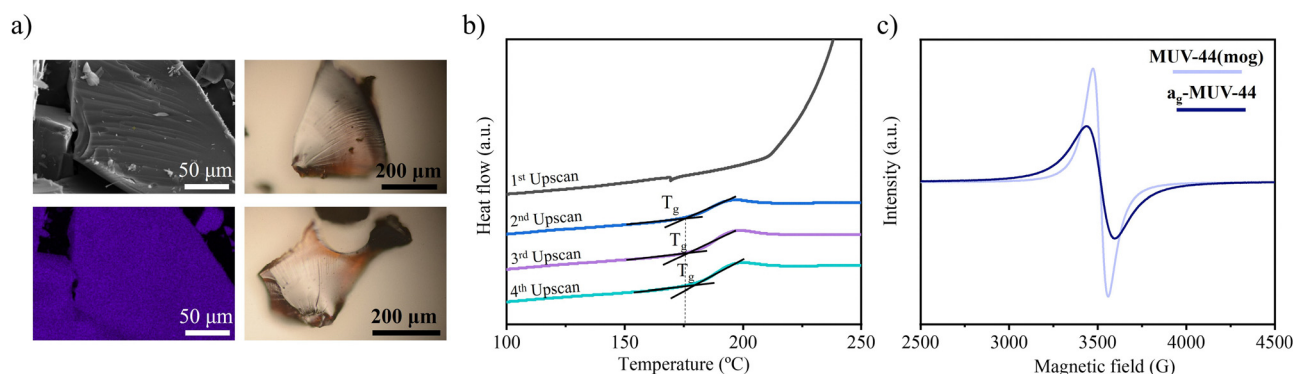 a)
50 μm
200 μm
50 μm
200 μm
b)
Heat flow (a.u.)
1st Upscan
Tg
2nd Upscan
Tg
3rd Upscan
Tg
4th Upscan
100
150
200
250
Temperature (ºC)
c)
Intensity (a.u.)
MUV-44(mog)
ag-MUV-44
2500
3000
3500
4000
4500
Magnetic field (G)